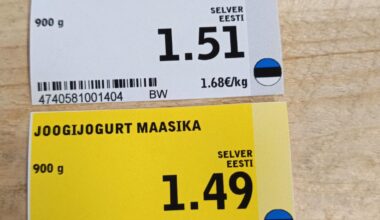 SELVER
EESTI
900 g
1.51
1.68€/kg
4740581001404 BW
JOOGIJOGURT MAASIKA
SELVER
EESTI
900 g
1.49